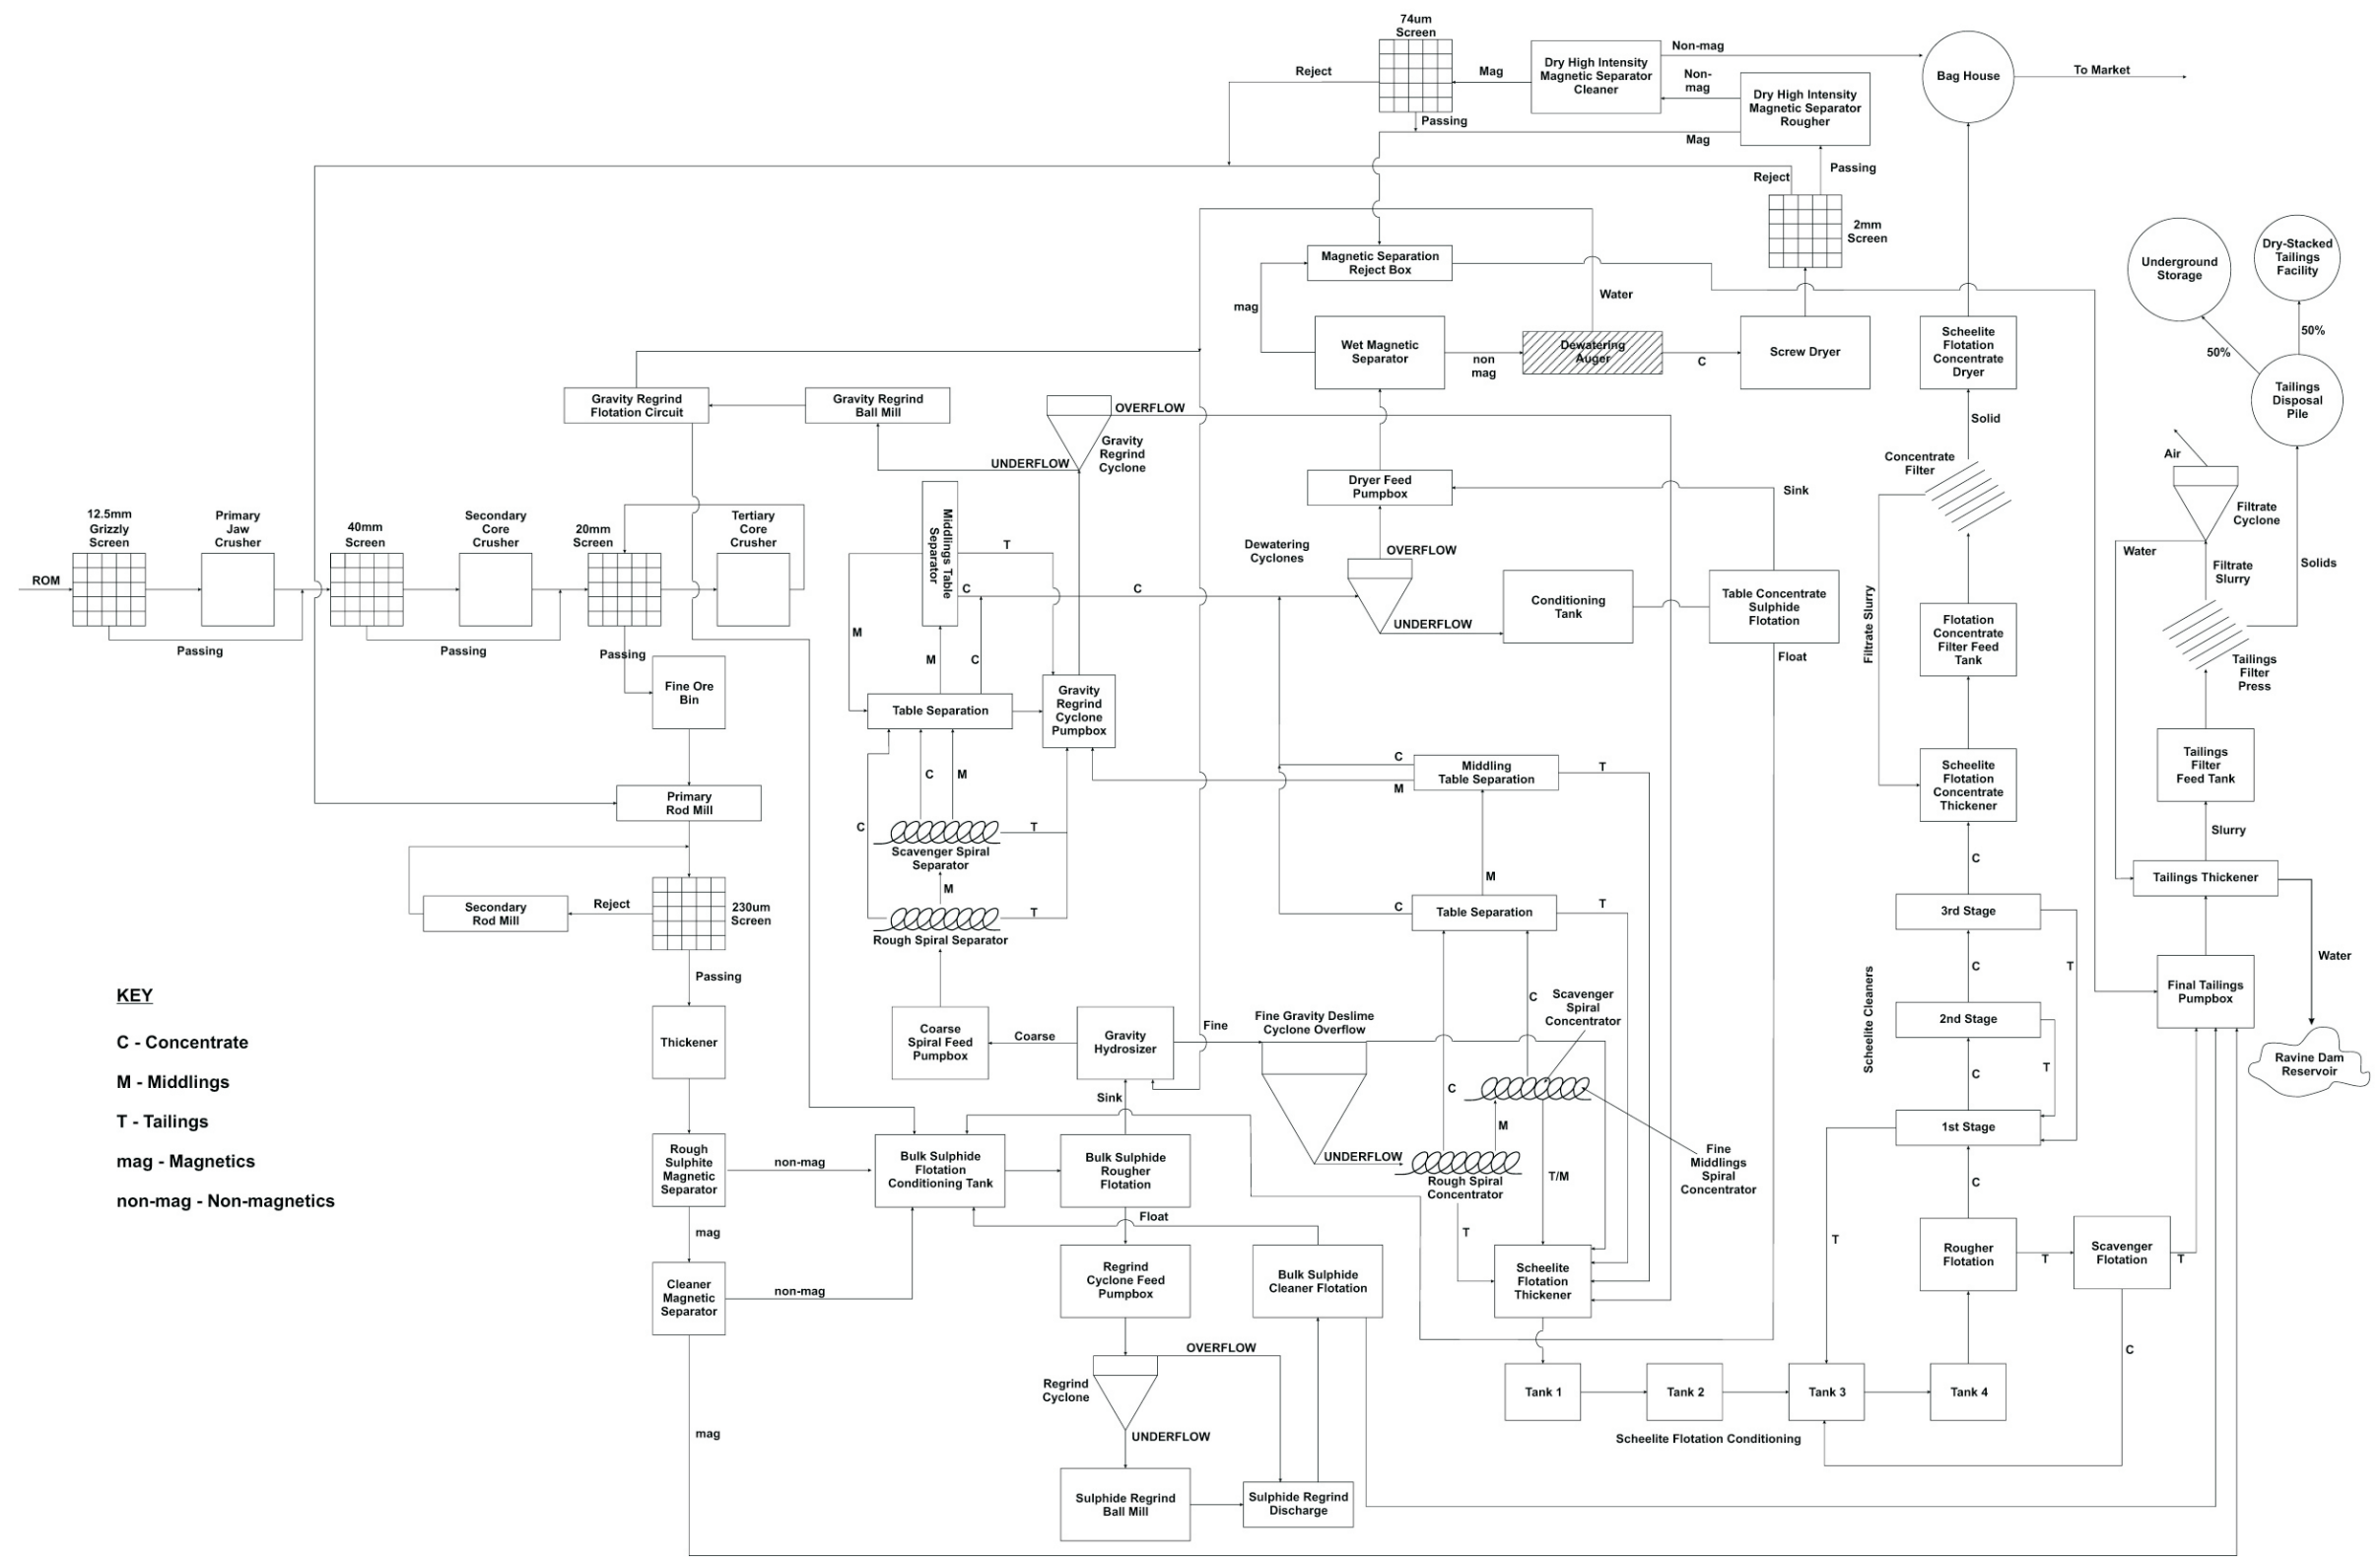 74um
Screen
Reject
Mag
Dry High Intensity
Magnetic Separator
Cleaner
Non-mag
Non-
mag
Dry High Intensity
Magnetic Separator
Rougher
Bag House
To Market
Passing
Mag
Passing
Reject
2mm
Screen
Magnetic Separation
Reject Box
Water
mag
Wet Magnetic
Separator
non
mag
Dewatering
Auger
C
Screw Dryer
Scheelite
Flotation
Concentrate
Dryer
Underground
Storage
Dry-Stacked
Tailings
Facility
50%
50%
Tailings
Disposal
Pile
Gravity Regrind
Flotation Circuit
Gravity Regrind
Ball Mill
OVERFLOW
Gravity
Regrind
Cyclone
UNDERFLOW
Solid
Concentrate
Filter
Air
Filtrate
Cyclone
Water
Filtrate
Slurry
Solids
Tailings
Filter
Press
Dryer Feed
Pumpbox
Sink
Dewatering
Cyclones
OVERFLOW
UNDERFLOW
Conditioning
Tank
Table Concentrate
Sulphide
Flotation
Float
12.5mm
Grizzly
Screen
Primary
Jaw
Crusher
40mm
Screen
Secondary
Core
Crusher
20mm
Screen
Tertiary
Core
Crusher
ROM
Passing
Passing
Passing
Middlings Table
Separator
T
C
C
M
M
C
Table Separation
Gravity
Regrind
Cyclone
Pumpbox
Fine Ore
Bin
Primary
Rod Mill
C
M
C
T
Scavenger Spiral
Separator
M
T
Rough Spiral Separator
Secondary
Rod Mill
Reject
230um
Screen
Passing
C
Middling
Table Separation
T
M
M
C
Table Separation
T
Filtrate Slurry
Flotation
Concentrate
Filter Feed
Tank
Scheelite
Flotation
Concentrate
Thickener
C
3rd Stage
C
T
2nd Stage
C
T
1st Stage
Scheelite Cleaners
C
Tailings
Filter
Feed Tank
Slurry
Tailings Thickener
Water
Final Tailings
Pumpbox
Ravine Dam
Reservoir
KEY
C - Concentrate
M - Middlings
T - Tailings
mag - Magnetics
non-mag - Non-magnetics
Thickener
Coarse
Spiral Feed
Pumpbox
Coarse
Gravity
Hydrosizer
Fine
Fine Gravity Deslime
Cyclone Overflow
C
Scavenger
Spiral
Concentrator
Sink
C
M
UNDERFLOW
Rough Spiral
Concentrator
T/M
Fine
Middlings
Spiral
Concentrator
T
Rough
Sulphite
Magnetic
Separator
non-mag
Bulk Sulphide
Flotation
Conditioning Tank
Bulk Sulphide
Rougher
Flotation
Float
mag
Cleaner
Magnetic
Separator
non-mag
Regrind
Cyclone Feed
Pumpbox
Bulk Sulphide
Cleaner Flotation
Scheelite
Flotation
Thickener
T
Rougher
Flotation
T
Scavenger
Flotation
T
C
OVERFLOW
Regrind
Cyclone
UNDERFLOW
mag
Sulphide Regrind
Ball Mill
Sulphide Regrind
Discharge
Tank 1
Tank 2
Tank 3
Tank 4
Scheelite Flotation Conditioning